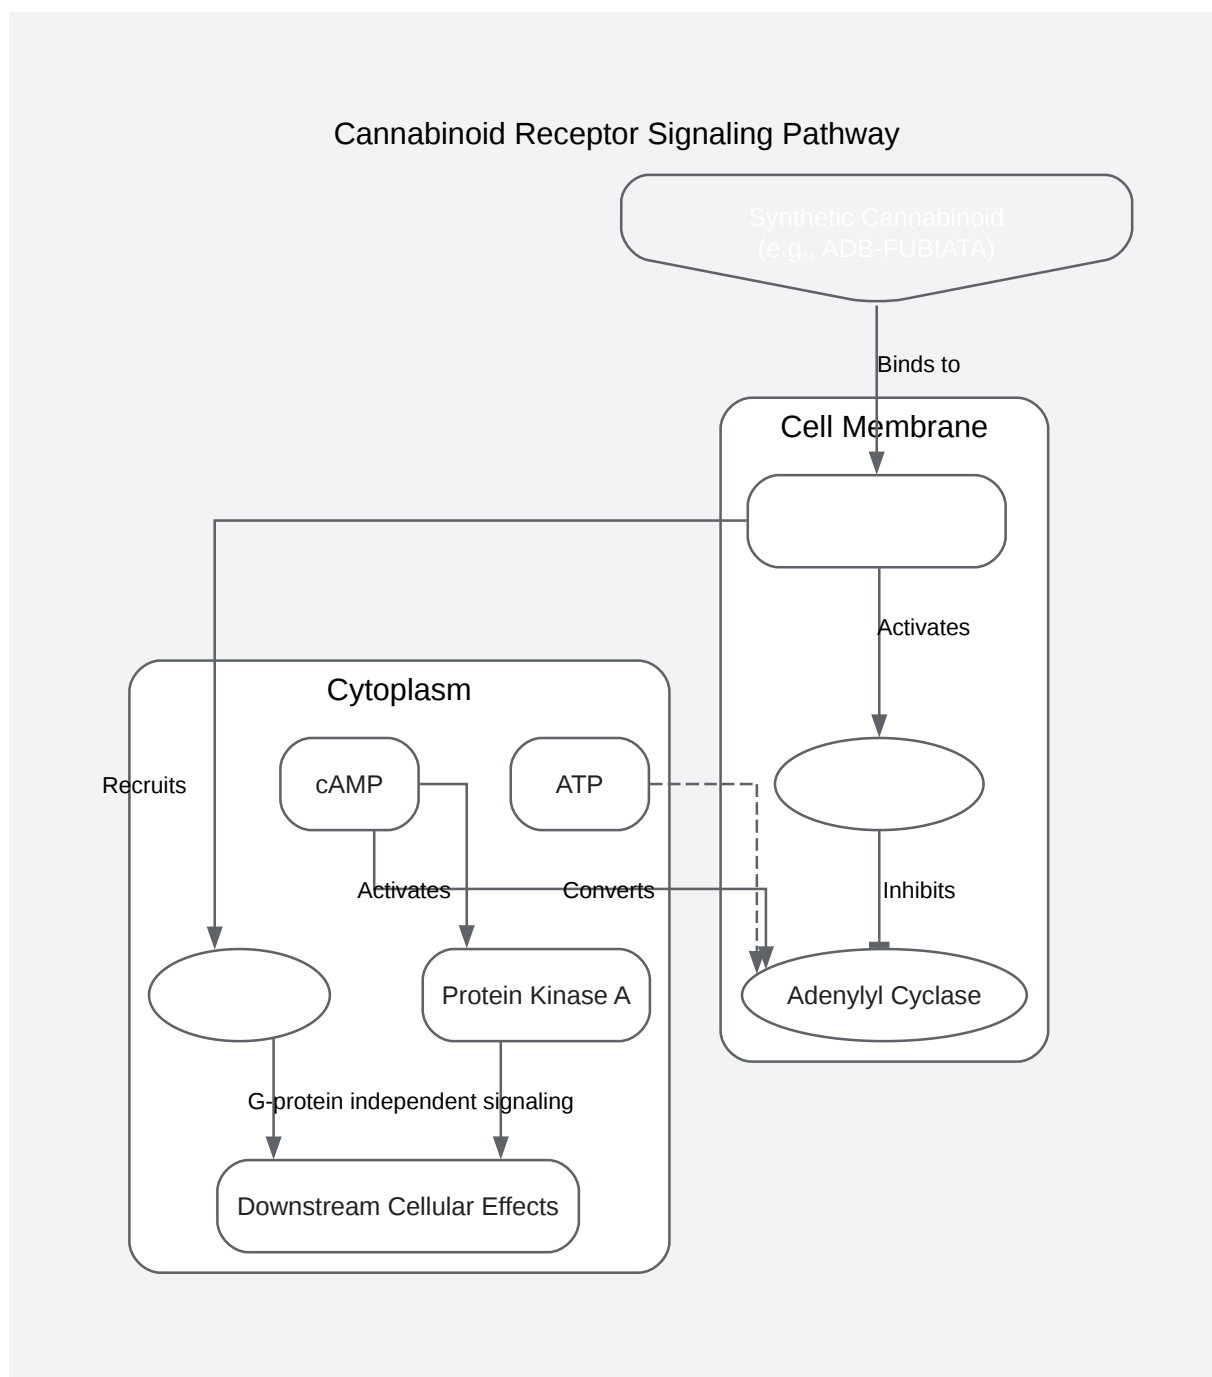 Cannabinoid Receptor Signaling Pathway
Synthetic Cannabinoid
(e.g., ADB-FUBIATA)
Binds to
Cell Membrane
Activates
Cytoplasm
Recruits
cAMP
ATP
Activates
Converts
Inhibits
Protein Kinase A
Adenylyl Cyclase
G-protein independent signaling
Downstream Cellular Effects